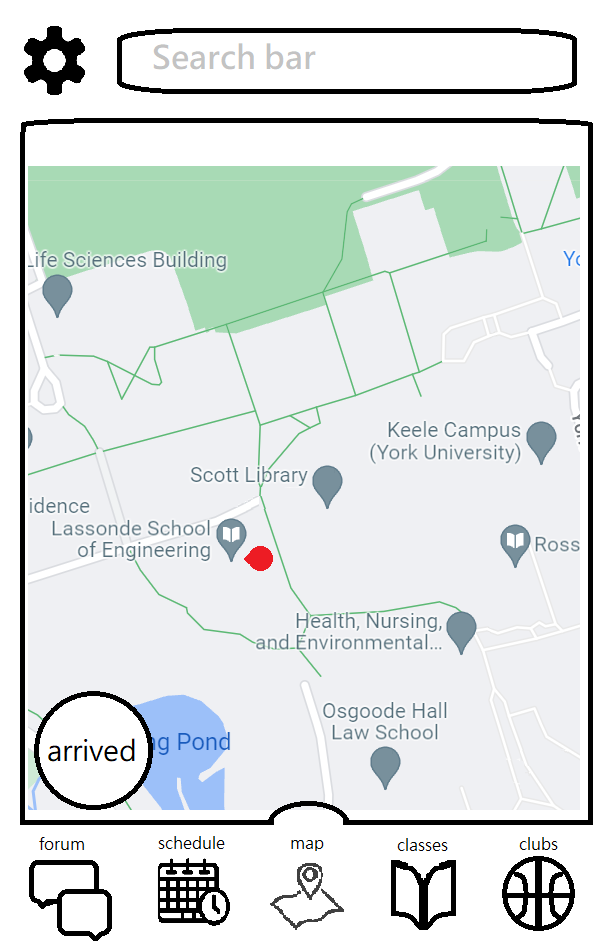 Search bar
Life Sciences Building
Yo
Keele Campus
(York University)
Scott Library
idence
Lassonde School
of Engineering
Ross
Health, Nursing,
and Environmental...
Osgoode Hall
Law School
arrived
ng Pond
forum
schedule
map
classes
clubs